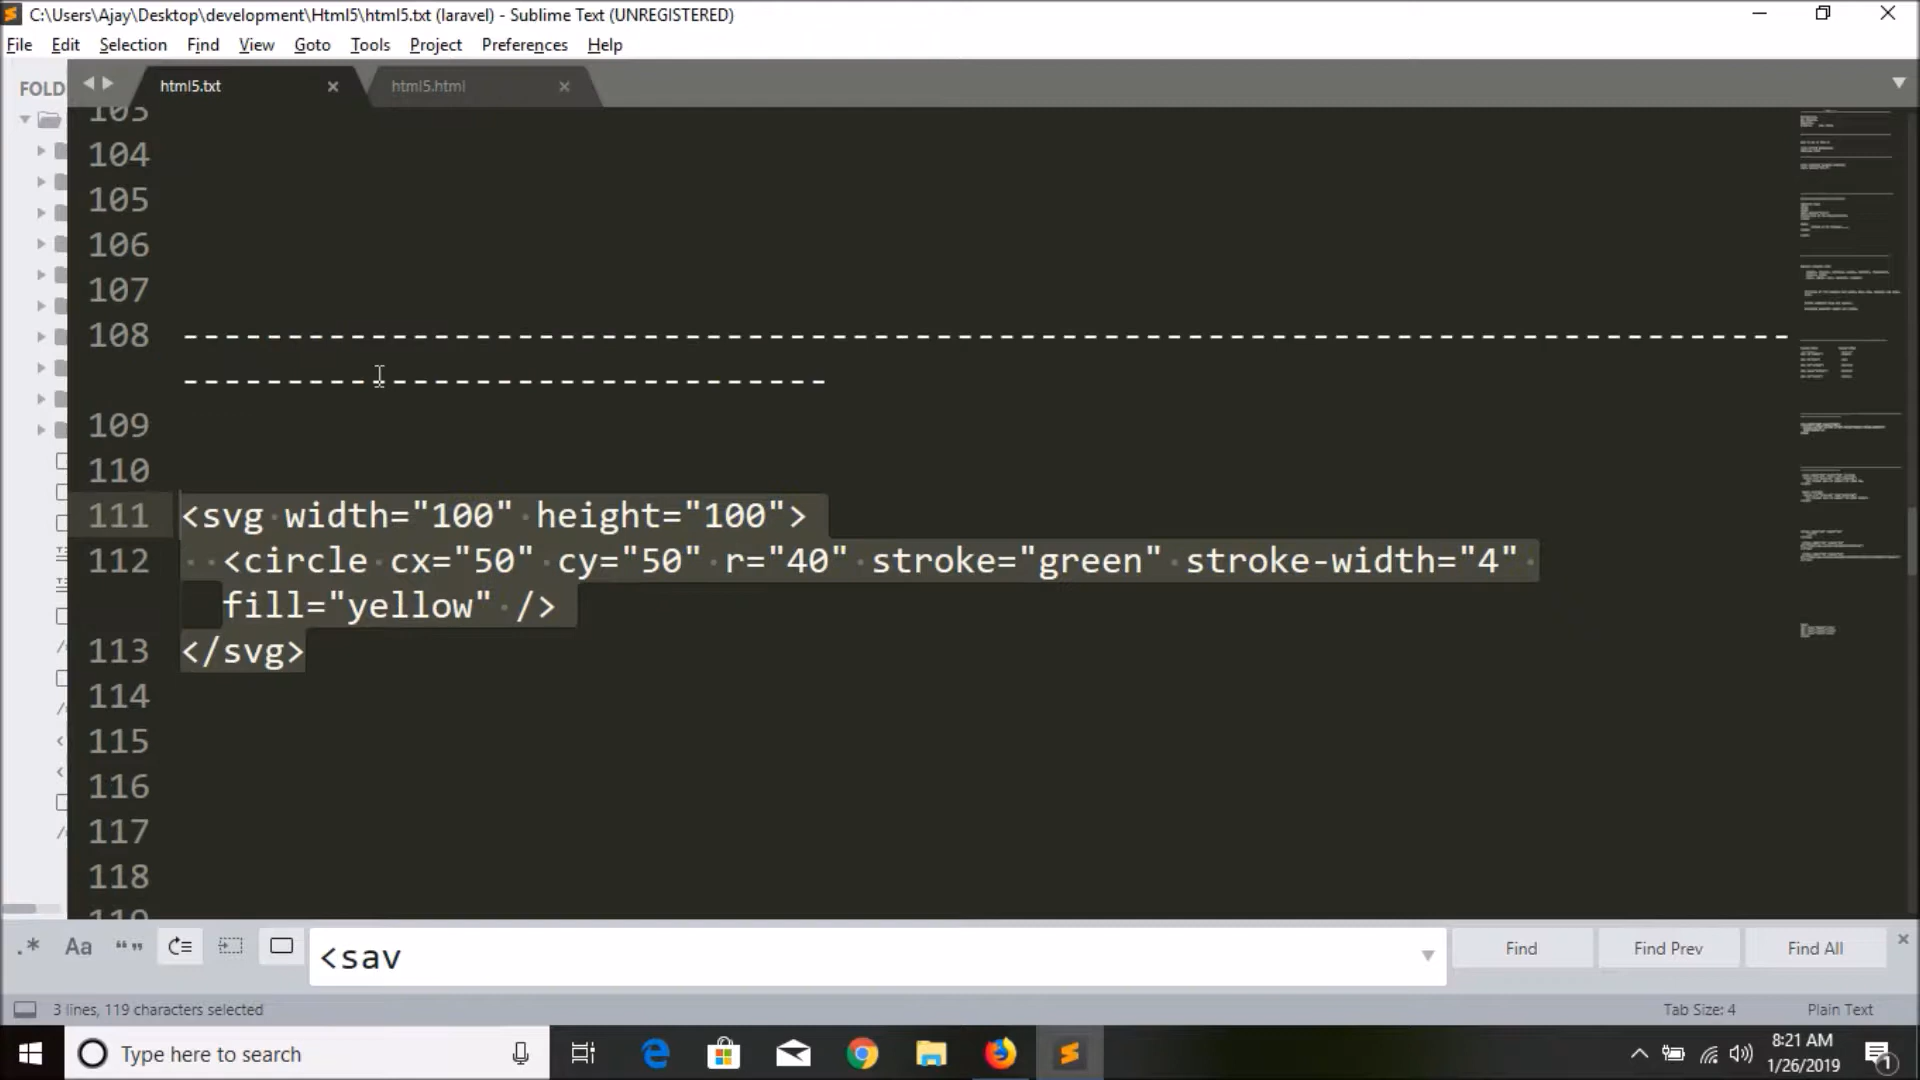 C:\Users\Ajay\Desktop\development\Html5\html5.txt (laravel) - Sublime Text (UNREGISTERED)
File Edit Selection Find View Goto Tools Project Preferences Help
FOLD
html5.txt
html5.html
103
104
105
106
107
108 -----------------------------------------------------------------------------
-------------------------------
109
110
111 <svg width="100" height="100">
112 <circle cx="50" cy="50" r="40" stroke="green" stroke-width="4"
fill="yellow" />
113 </svg>
114
115
116
117
118
119
.* Aa “” <sav Find Find Prev Find All
3 lines, 119 characters selected Tab Size: 4 Plain Text
Type here to search
8:21 AM
1/26/2019
1